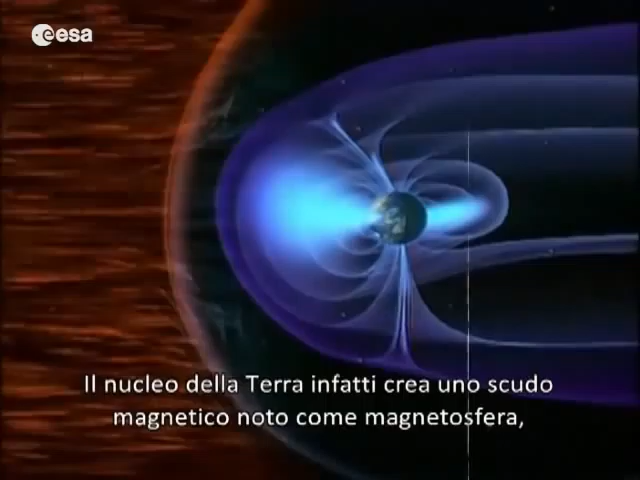 esa
Il nucleo della Terra infatti crea uno scudo
magnetico noto come magnetosfera,